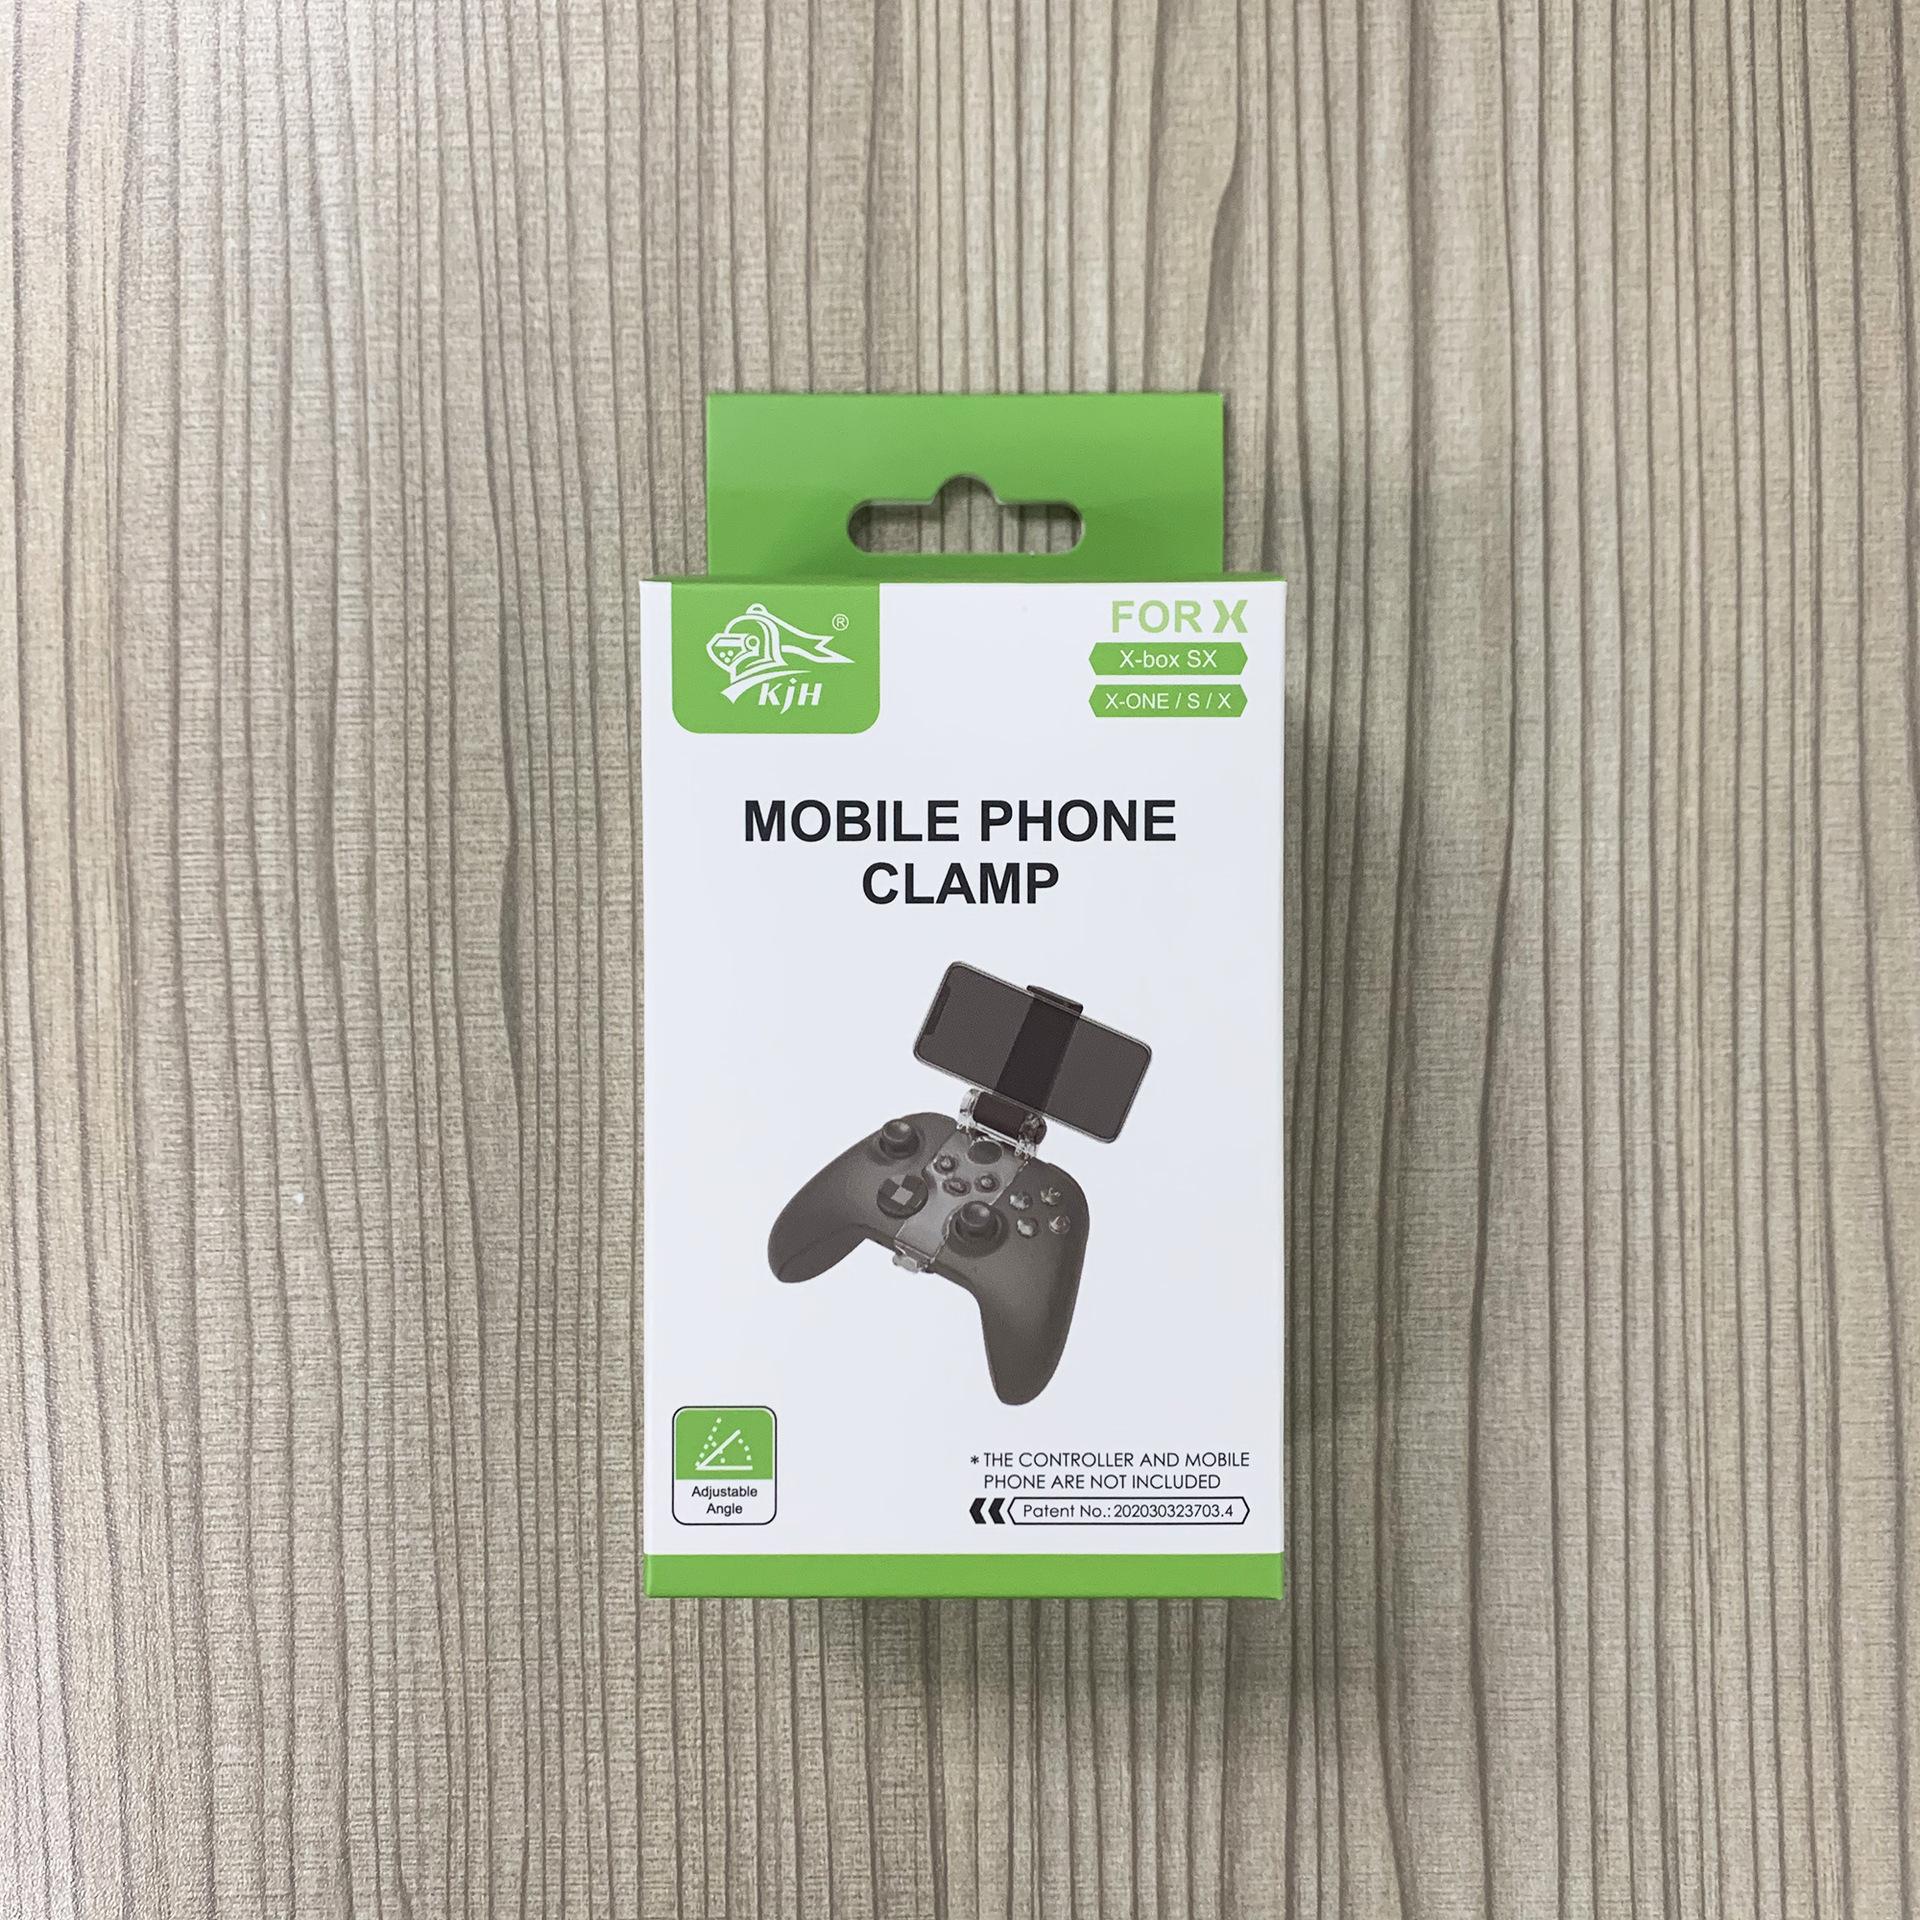 KjH ®
FOR X
X-box SX
X-ONE / S / X
MOBILE PHONE
CLAMP
Adjustable
Angle
* THE CONTROLLER AND MOBILE
PHONE ARE NOT INCLUDED
Patent No.: 202030323703.4